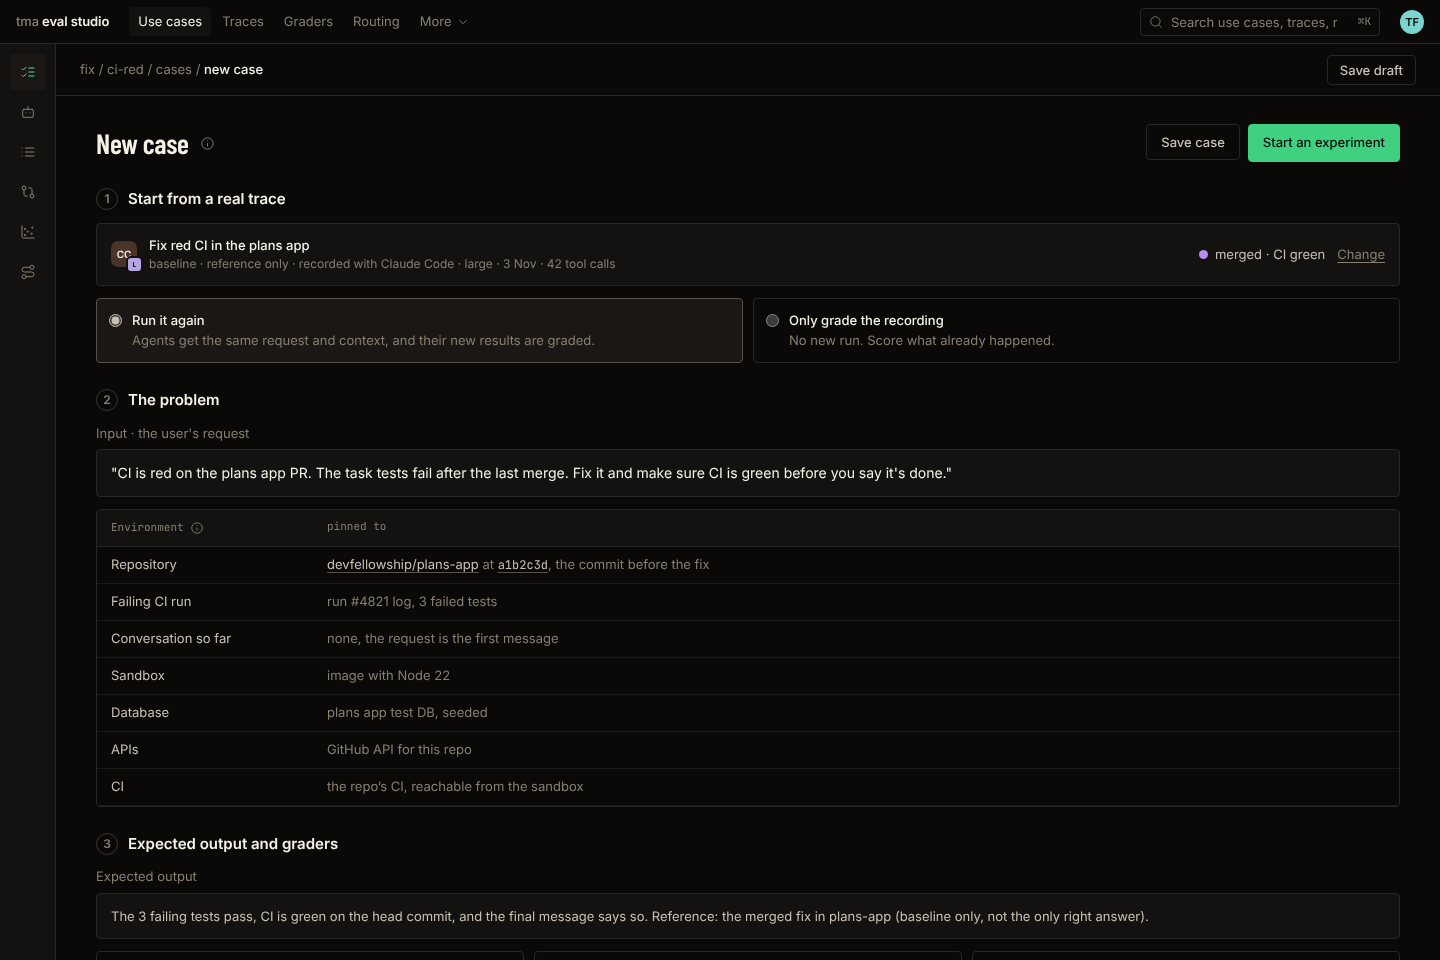 tma eval studio
Use cases
Traces
Graders
Routing
More
Search use cases, traces, r
⌘K
TF
fix / ci-red / cases / new case
Save draft
New case
Save case
Start an experiment
1
Start from a real trace
CC
L
Fix red CI in the plans app
baseline · reference only · recorded with Claude Code · large · 3 Nov · 42 tool calls
merged · CI green
Change
Run it again
Agents get the same request and context, and their new results are graded.
Only grade the recording
No new run. Score what already happened.
2
The problem
Input · the user's request
"CI is red on the plans app PR. The task tests fail after the last merge. Fix it and make sure CI is green before you say it's done."
Environment
pinned to
Repository
devfellowship/plans-app at a1b2c3d, the commit before the fix
Failing CI run
run #4821 log, 3 failed tests
Conversation so far
none, the request is the first message
Sandbox
image with Node 22
Database
plans app test DB, seeded
APIs
GitHub API for this repo
CI
the repo's CI, reachable from the sandbox
3
Expected output and graders
Expected output
The 3 failing tests pass, CI is green on the head commit, and the final message says so. Reference: the merged fix in plans-app (baseline only, not the only right answer).